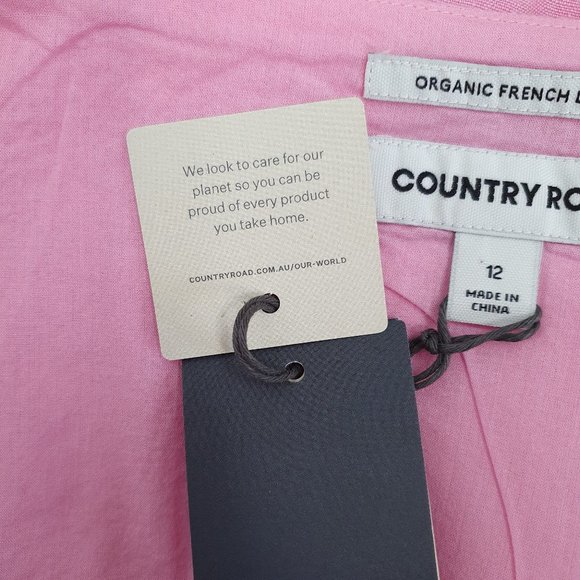 We look to care for our
planet so you can be
proud of every product
you take home.
COUNTRYROAD.COM.AU/OUR-WORLD
ORGANIC FRENCH
COUNTRY
12
MADE IN
CHINA